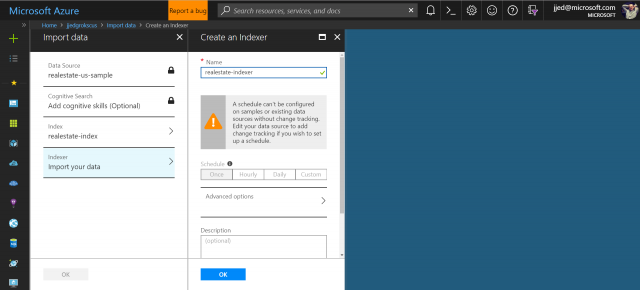 Microsoft Azure
Report a bug
Search resources, services, and docs
jjed@microsoft.com
MICROSOFT
Home > jjedgrolocus > Import data > Create an Indexer
Import data
Data Source
realestate-us-sample
Cognitive Search
Add cognitive skills (Optional)
Index
realestate-index
Indexer
Import your data
OK
Create an Indexer
* Name
realestate-indexer
A schedule can't be configured
on samples or existing data
sources without change tracking.
Edit your data source to add
change tracking if you wish to set
up a schedule.
Schedule
Once Hourly Daily Custom
Advanced options
Description
(optional)
OK